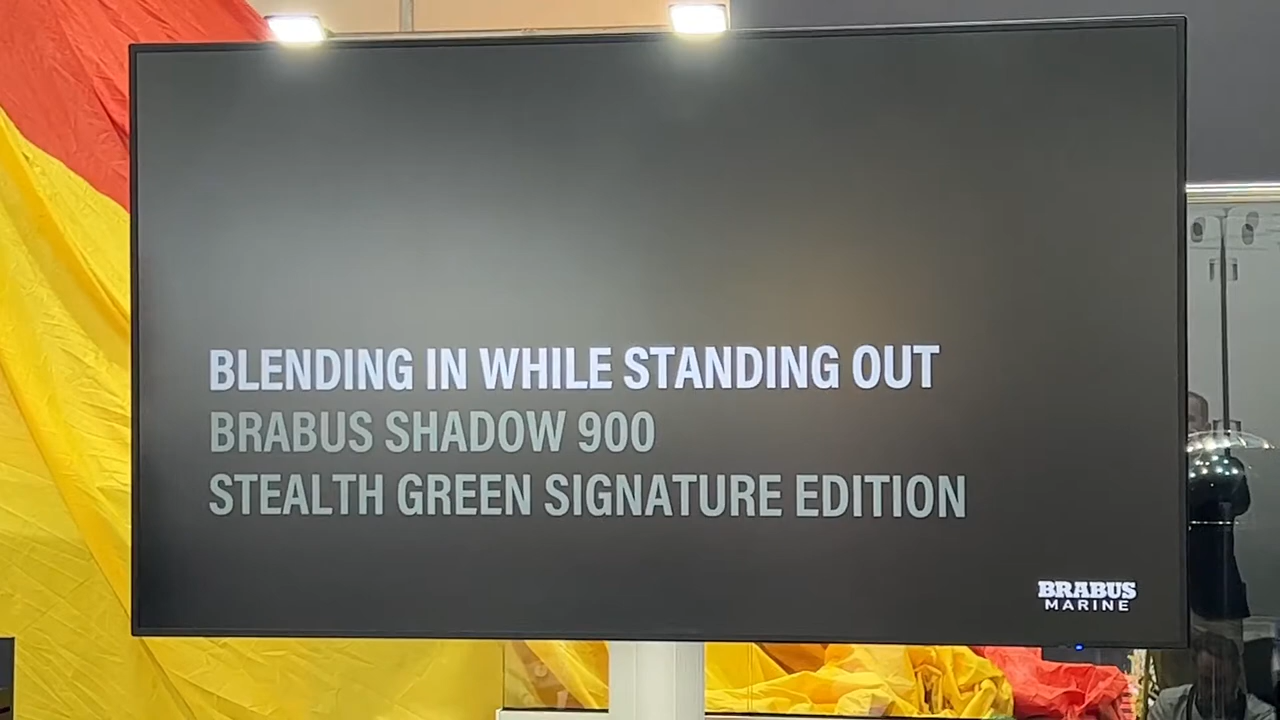 BLENDING IN WHILE STANDING OUT
BRABUS SHADOW 900
STEALTH GREEN SIGNATURE EDITION
BRABUS
MARINE